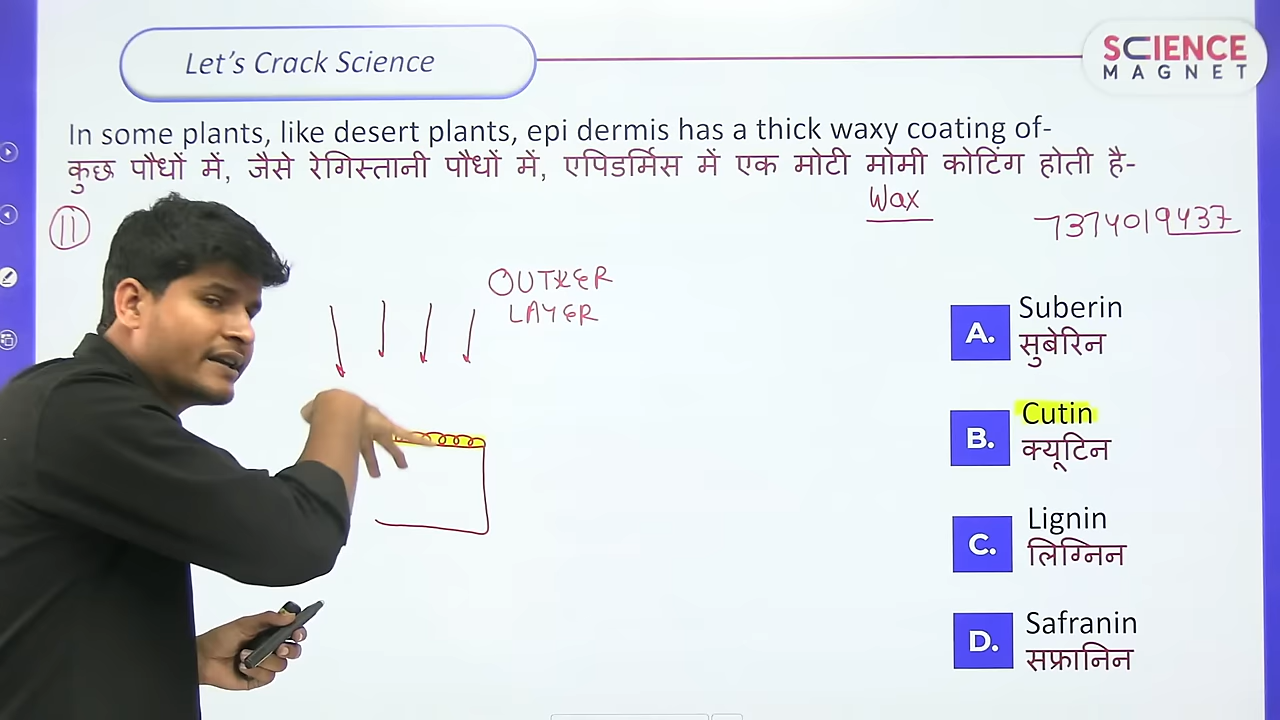 Let's Crack Science
SCIENCE
MAGNET
In some plants, like desert plants, epi dermis has a thick waxy coating of-
कुछ पौधों में, जैसे रेगिस्तानी पौधों में, एपिडर्मिस में एक मोटी मोमी कोटिंग होती है-
Wax
11
7374019437
OUTER
LAYER
A. Suberin
सुबेरिन
B. Cutin
क्यूटिन
C. Lignin
लिग्निन
D. Safranin
सफ्रानिन